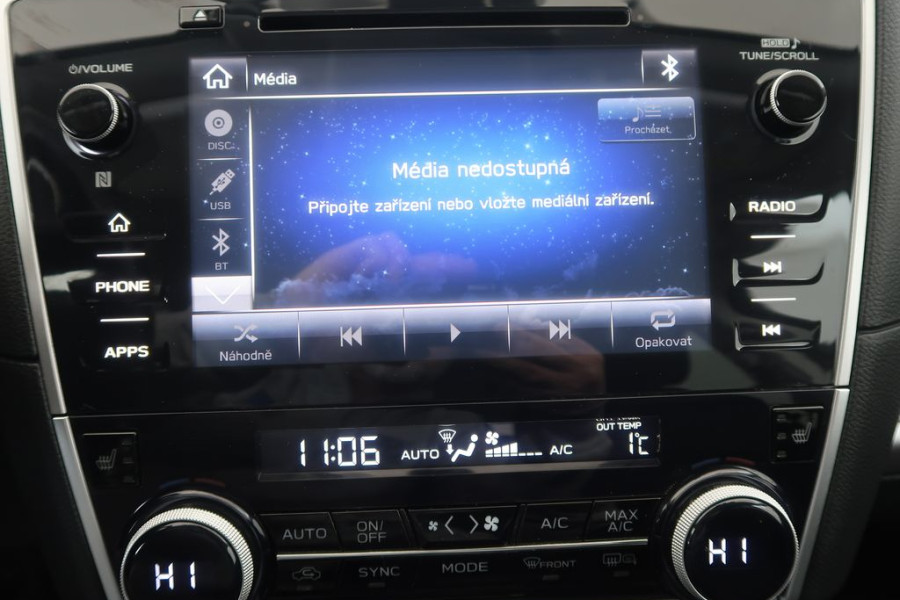 ⏻/VOLUME
HOLD ♪
TUNE/SCROLL
Média
DISC
Procházet.
Média nedostupná
Připojte zařízení nebo vložte mediální zařízení.
USB
BT
RADIO
PHONE
APPS
Náhodně
Opakovat
11:06
AUTO
A/C
OUT TEMP
1°C
AUTO
ON/
OFF
A/C
MAX
A/C
SYNC
MODE
FRONT
HI
HI